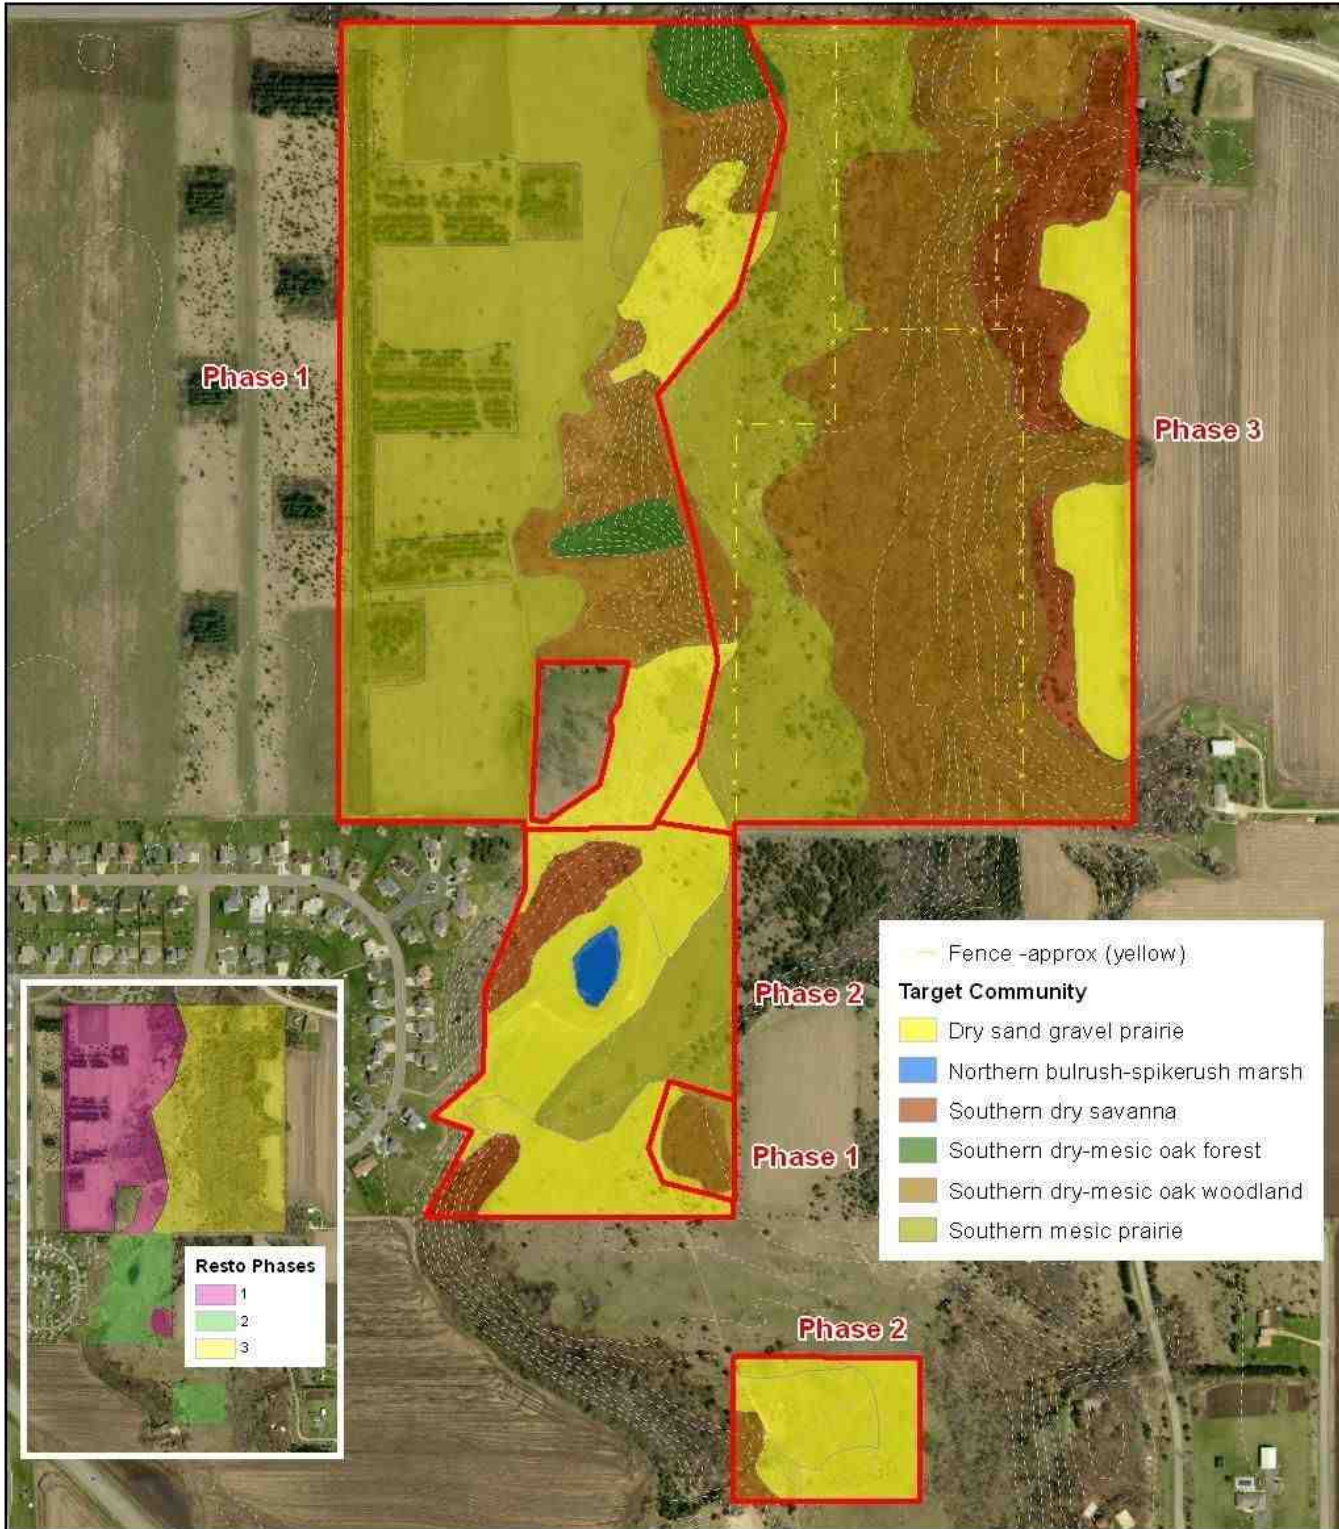 Phase 1
Phase 3
Phase 2
Phase 1
Phase 2
Fence -approx (yellow)
Target Community
Dry sand gravel prairie
Northern bulrush-spikerush marsh
Southern dry savanna
Southern dry-mesic oak forest
Southern dry-mesic oak woodland
Southern mesic prairie
Resto Phases
1
2
3